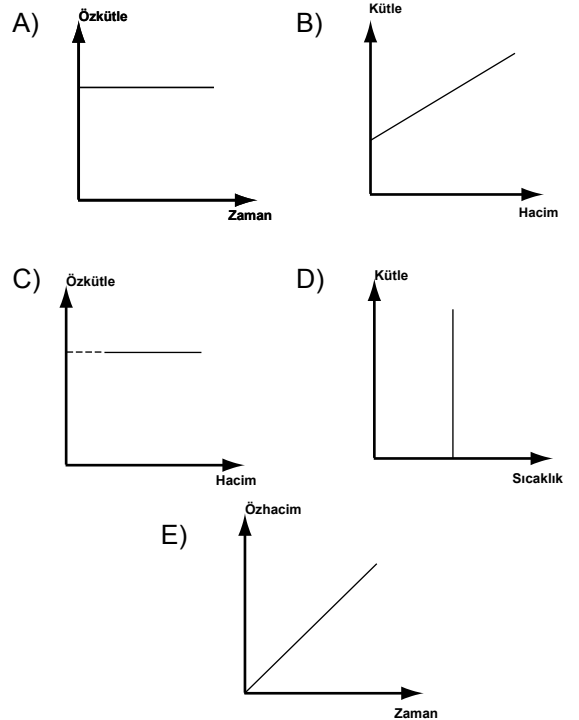 A)
Özkütle
Zaman
B)
Kütle
Hacim
C)
Özkütle
Hacim
D)
Kütle
Sıcaklık
E)
Özhacim
Zaman